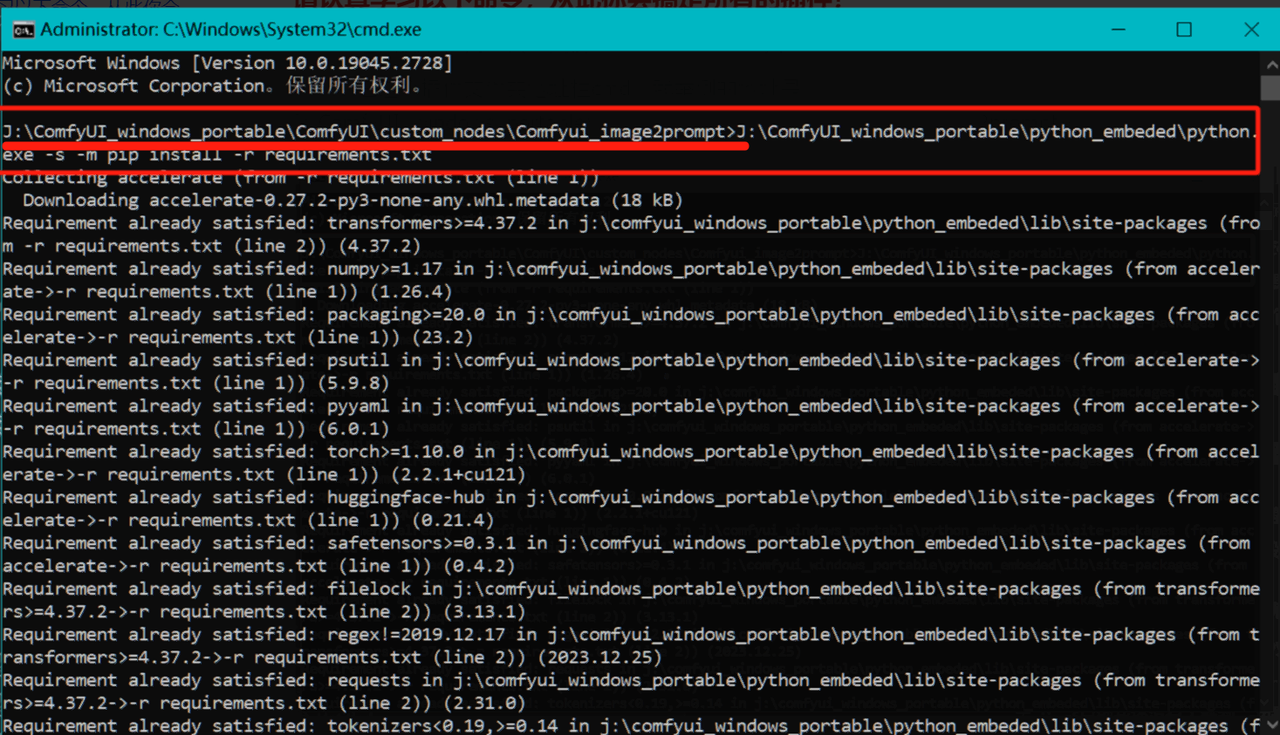 Administrator: C:\Windows\System32\cmd.exe
Microsoft Windows [Version 10.0.19045.2728]
(c) Microsoft Corporation。保留所有权利。
J:\ComfyUI_windows_portable\ComfyUI\custom_nodes\Comfyui_image2prompt>J:\ComfyUI_windows_portable\python_embeded\python.
exe -s -m pip install -r requirements.txt
Collecting accelerate (from -r requirements.txt (line 1))
  Downloading accelerate-0.27.2-py3-none-any.whl.metadata (18 kB)
Requirement already satisfied: transformers>=4.37.2 in j:\comfyui_windows_portable\python_embeded\lib\site-packages (fro
m -r requirements.txt (line 2)) (4.37.2)
Requirement already satisfied: numpy>=1.17 in j:\comfyui_windows_portable\python_embeded\lib\site-packages (from acceler
ate->-r requirements.txt (line 1)) (1.26.4)
Requirement already satisfied: packaging>=20.0 in j:\comfyui_windows_portable\python_embeded\lib\site-packages (from acc
elerate->-r requirements.txt (line 1)) (23.2)
Requirement already satisfied: psutil in j:\comfyui_windows_portable\python_embeded\lib\site-packages (from accelerate->
-r requirements.txt (line 1)) (5.9.8)
Requirement already satisfied: pyyaml in j:\comfyui_windows_portable\python_embeded\lib\site-packages (from accelerate->
-r requirements.txt (line 1)) (6.0.1)
Requirement already satisfied: torch>=1.10.0 in j:\comfyui_windows_portable\python_embeded\lib\site-packages (from accel
erate->-r requirements.txt (line 1)) (2.2.1+cu121)
Requirement already satisfied: huggingface-hub in j:\comfyui_windows_portable\python_embeded\lib\site-packages (from acc
elerate->-r requirements.txt (line 1)) (0.21.4)
Requirement already satisfied: safetensors>=0.3.1 in j:\comfyui_windows_portable\python_embeded\lib\site-packages (from
accelerate->-r requirements.txt (line 1)) (0.4.2)
Requirement already satisfied: filelock in j:\comfyui_windows_portable\python_embeded\lib\site-packages (from transforme
rs>=4.37.2->-r requirements.txt (line 2)) (3.13.1)
Requirement already satisfied: regex!=2019.12.17 in j:\comfyui_windows_portable\python_embeded\lib\site-packages (from t
ransformers>=4.37.2->-r requirements.txt (line 2)) (2023.12.25)
Requirement already satisfied: requests in j:\comfyui_windows_portable\python_embeded\lib\site-packages (from transforme
rs>=4.37.2->-r requirements.txt (line 2)) (2.31.0)
Requirement already satisfied: tokenizers<0.19,>=0.14 in j:\comfyui_windows_portable\python_embeded\lib\site-packages (f